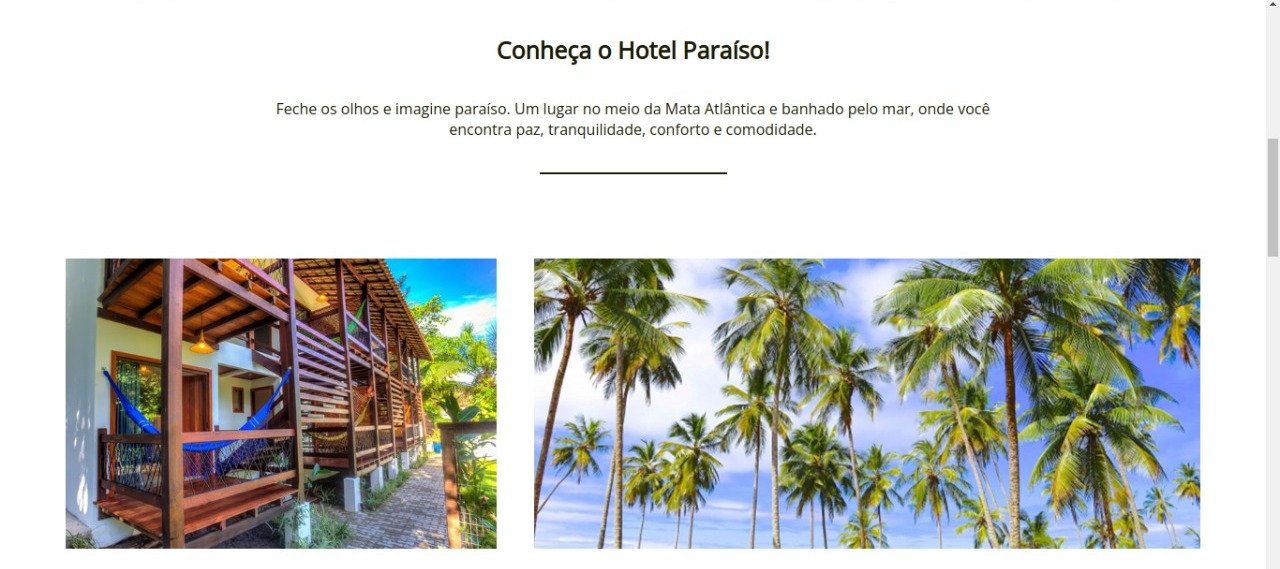 Conheça o Hotel Paraíso!
Feche os olhos e imagine paraíso. Um lugar no meio da Mata Atlântica e banhado pelo mar, onde você
encontra paz, tranquilidade, conforto e comodidade.